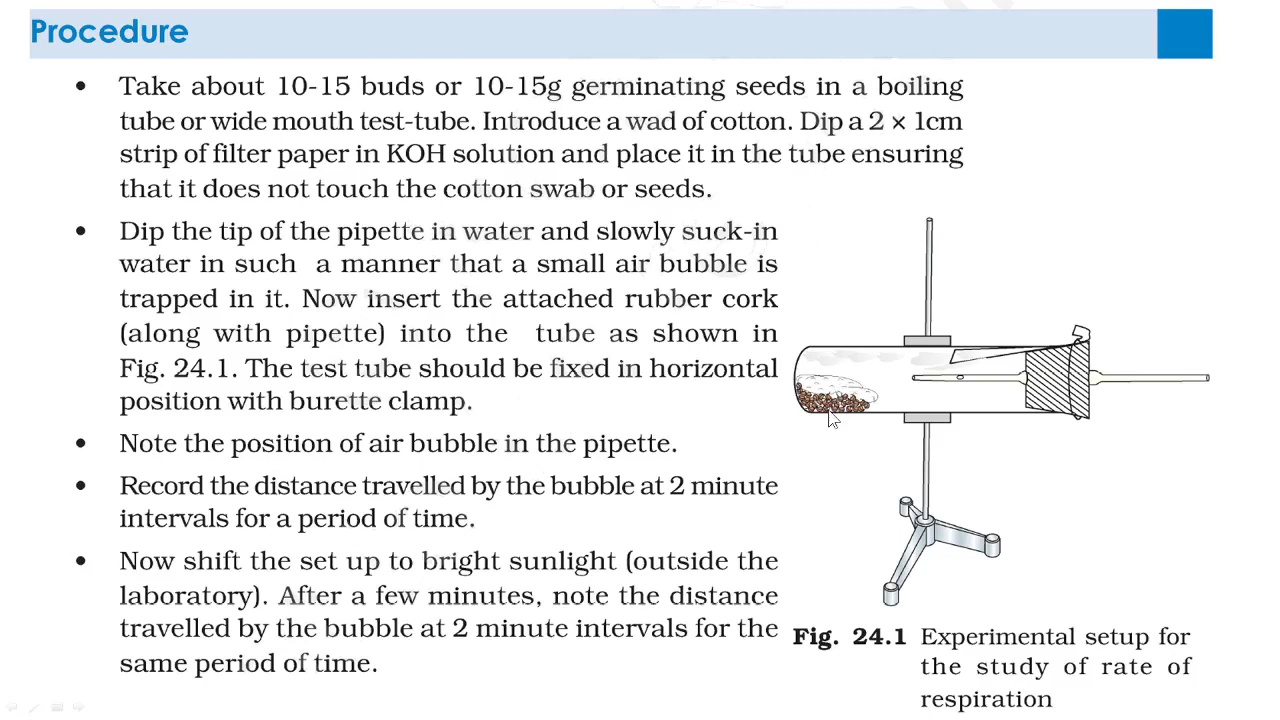 Procedure
• Take about 10-15 buds or 10-15g germinating seeds in a boiling
tube or wide mouth test-tube. Introduce a wad of cotton. Dip a 2 × 1cm
strip of filter paper in KOH solution and place it in the tube ensuring
that it does not touch the cotton swab or seeds.
• Dip the tip of the pipette in water and slowly suck-in
water in such a manner that a small air bubble is
trapped in it. Now insert the attached rubber cork
(along with pipette) into the tube as shown in
Fig. 24.1. The test tube should be fixed in horizontal
position with burette clamp.
• Note the position of air bubble in the pipette.
• Record the distance travelled by the bubble at 2 minute
intervals for a period of time.
• Now shift the set up to bright sunlight (outside the
laboratory). After a few minutes, note the distance
travelled by the bubble at 2 minute intervals for the
same period of time.
Fig. 24.1 Experimental setup for
the study of rate of
respiration